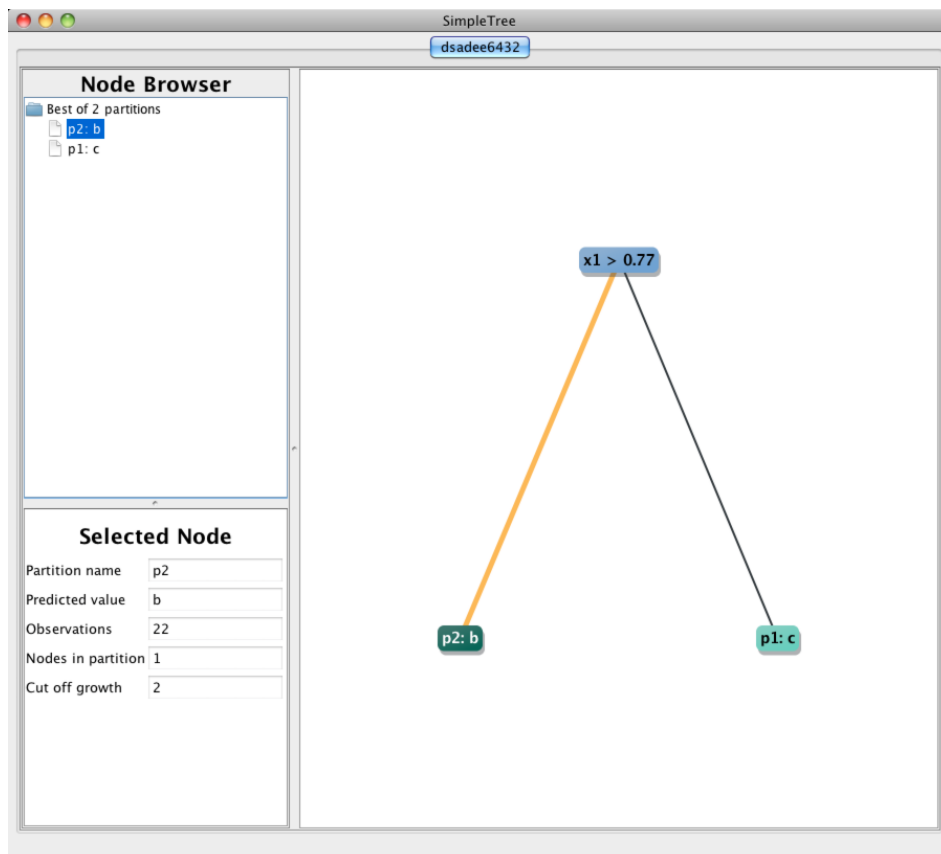 SimpleTree
dsadee6432
Node Browser
Best of 2 partitions
p2: b
p1: c
x1 > 0.77
p2: b
p1: c
Selected Node
Partition name p2
Predicted value b
Observations 22
Nodes in partition 1
Cut off growth 2